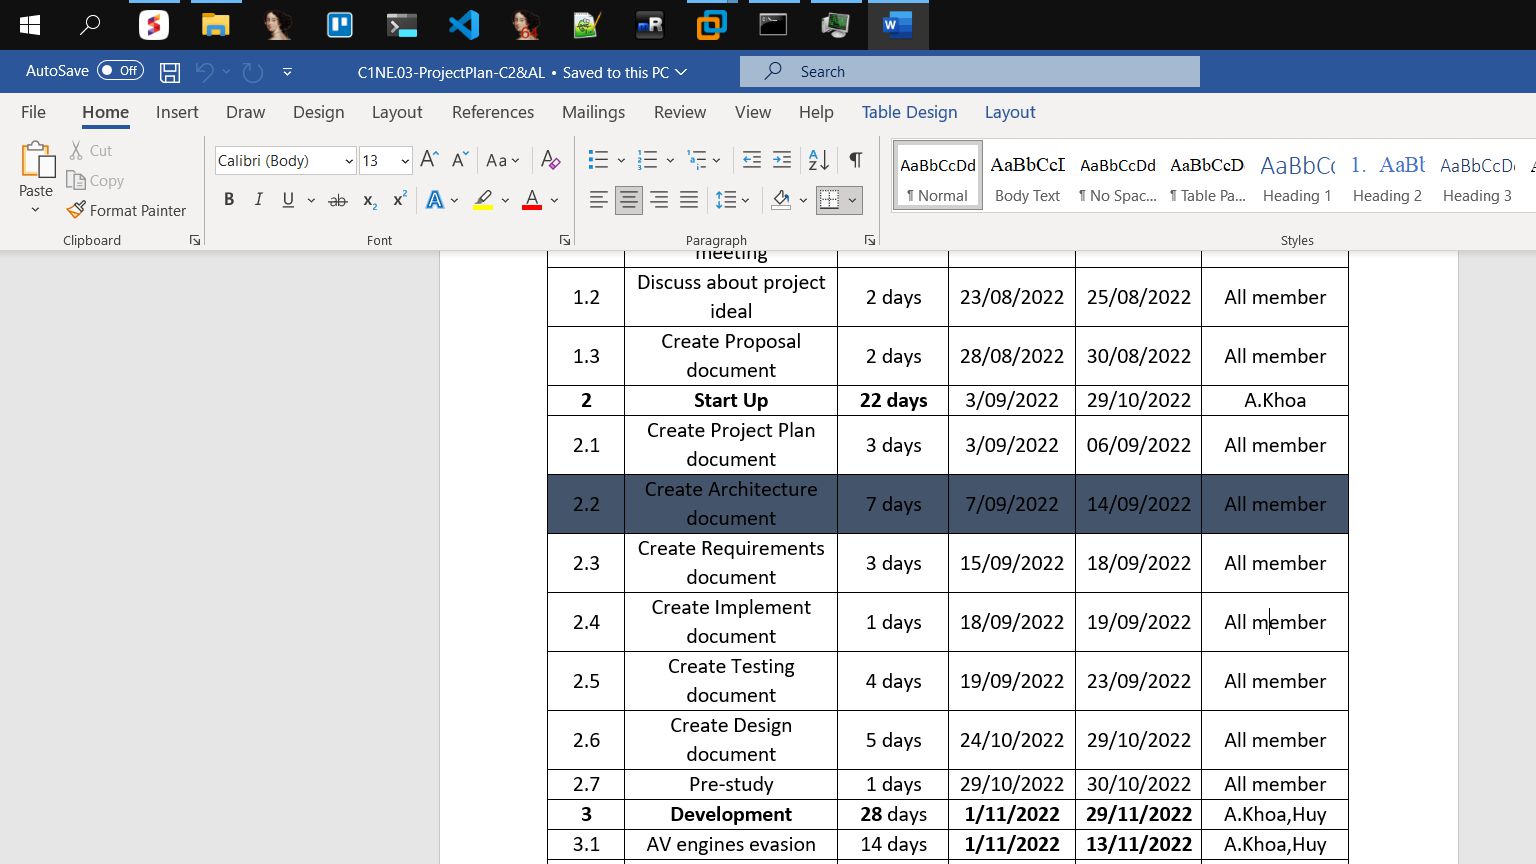 AutoSave Off C1NE.03-ProjectPlan-C2&AL • Saved to this PC Search
File Home Insert Draw Design Layout References Mailings Review View Help Table Design Layout
Paste
Cut
Copy
Format Painter
Clipboard
Calibri (Body) 13
Font
Paragraph
AaBbCcDd AaBbCcI AaBbCcDd AaBbCcD AaBbCc 1. AaBb AaBbCcDc
¶ Normal Body Text ¶ No Spac... ¶ Table Pa... Heading 1 Heading 2 Heading 3
Styles
meeting
1.2 Discuss about project ideal 2 days 23/08/2022 25/08/2022 All member
1.3 Create Proposal document 2 days 28/08/2022 30/08/2022 All member
2 Start Up 22 days 3/09/2022 29/10/2022 A.Khoa
2.1 Create Project Plan document 3 days 3/09/2022 06/09/2022 All member
2.2 Create Architecture document 7 days 7/09/2022 14/09/2022 All member
2.3 Create Requirements document 3 days 15/09/2022 18/09/2022 All member
2.4 Create Implement document 1 days 18/09/2022 19/09/2022 All member
2.5 Create Testing document 4 days 19/09/2022 23/09/2022 All member
2.6 Create Design document 5 days 24/10/2022 29/10/2022 All member
2.7 Pre-study 1 days 29/10/2022 30/10/2022 All member
3 Development 28 days 1/11/2022 29/11/2022 A.Khoa,Huy
3.1 AV engines evasion 14 days 1/11/2022 13/11/2022 A.Khoa,Huy